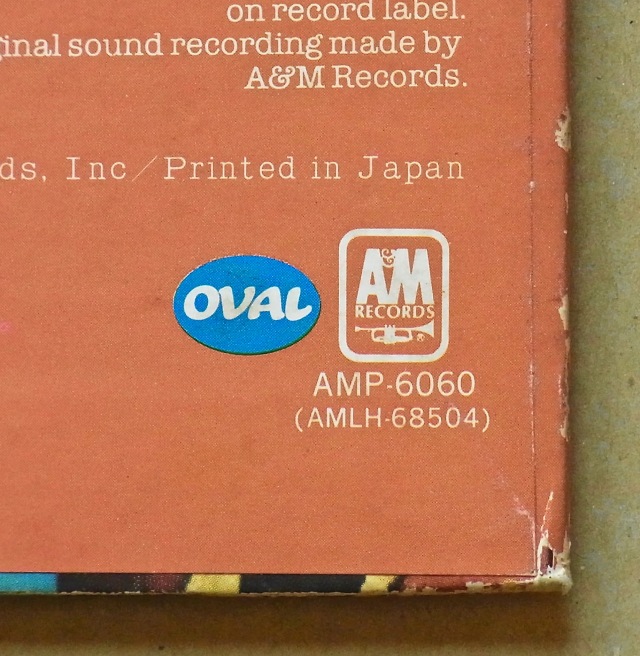 on record label.
ginal sound recording made by
A&M Records.
ds, Inc／Printed in Japan
OVAL
A&M
RECORDS
®
AMP-6060
(AMLH-68504)